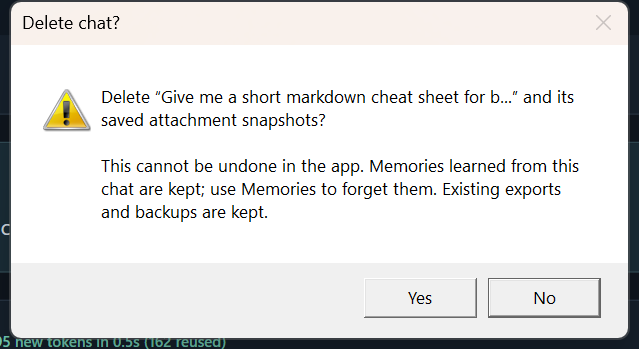 Delete chat?
Delete “Give me a short markdown cheat sheet for b...” and its
saved attachment snapshots?
This cannot be undone in the app. Memories learned from this
chat are kept; use Memories to forget them. Existing exports
and backups are kept.
C
Yes
No
95 new tokens in 0.5s (162 reused)